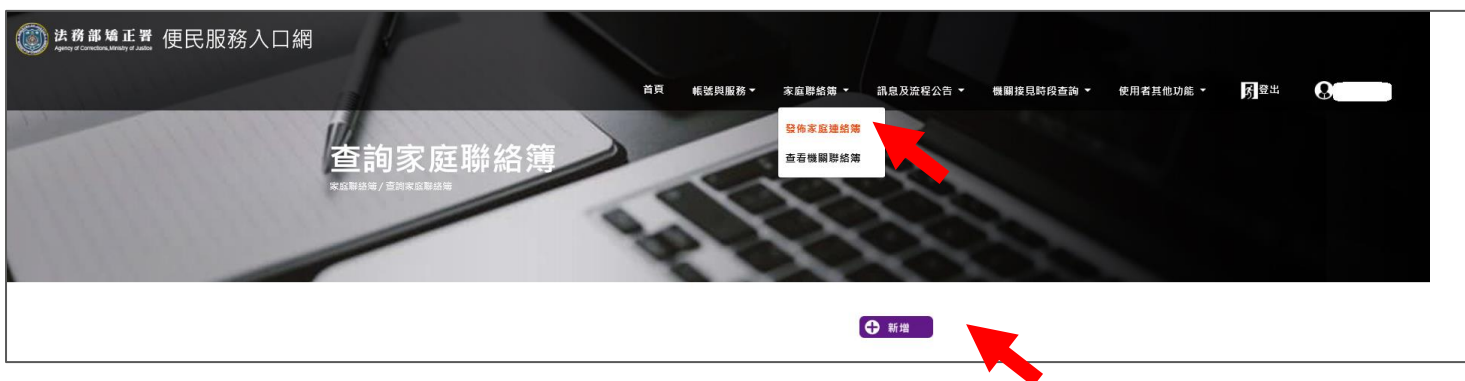 法務部矯正署 便民服務入口網
Agency of Corrections,Ministry of Justice
首頁 帳號與服務 家庭聯絡簿 訊息及流程公告 機關接見時段查詢 使用者其他功能 登出
發佈家庭連絡簿
查看機關聯絡簿
查詢家庭聯絡簿
家庭聯絡簿/查詢家庭聯絡簿
新增